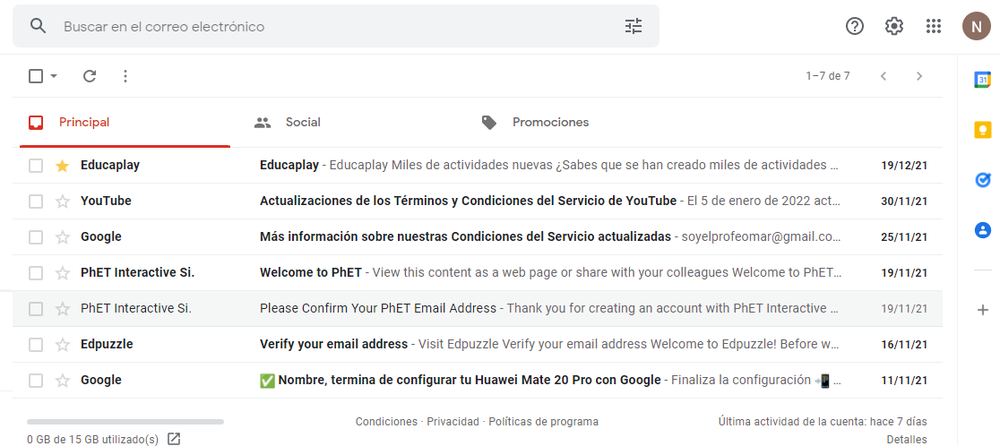 Buscar en el correo electrónico
N
1–7 de 7
31
Principal Social Promociones
Educaplay Educaplay - Educaplay Miles de actividades nuevas ¿Sabes que se han creado miles de actividades … 19/12/21
YouTube Actualizaciones de los Términos y Condiciones del Servicio de YouTube - El 5 de enero de 2022 act… 30/11/21
Google Más información sobre nuestras Condiciones del Servicio actualizadas - soyelprofeomar@gmail.co… 25/11/21
PhET Interactive Si. Welcome to PhET - View this content as a web page or share with your colleagues Welcome to PhET… 19/11/21
PhET Interactive Si. Please Confirm Your PhET Email Address - Thank you for creating an account with PhET Interactive … 19/11/21
Edpuzzle Verify your email address - Visit Edpuzzle Verify your email address Welcome to Edpuzzle! Before w… 16/11/21
Google ✅ Nombre, termina de configurar tu Huawei Mate 20 Pro con Google - Finaliza la configuración 📲 … 11/11/21
Condiciones · Privacidad · Políticas de programa Última actividad de la cuenta: hace 7 días
0 GB de 15 GB utilizado(s) Detalles